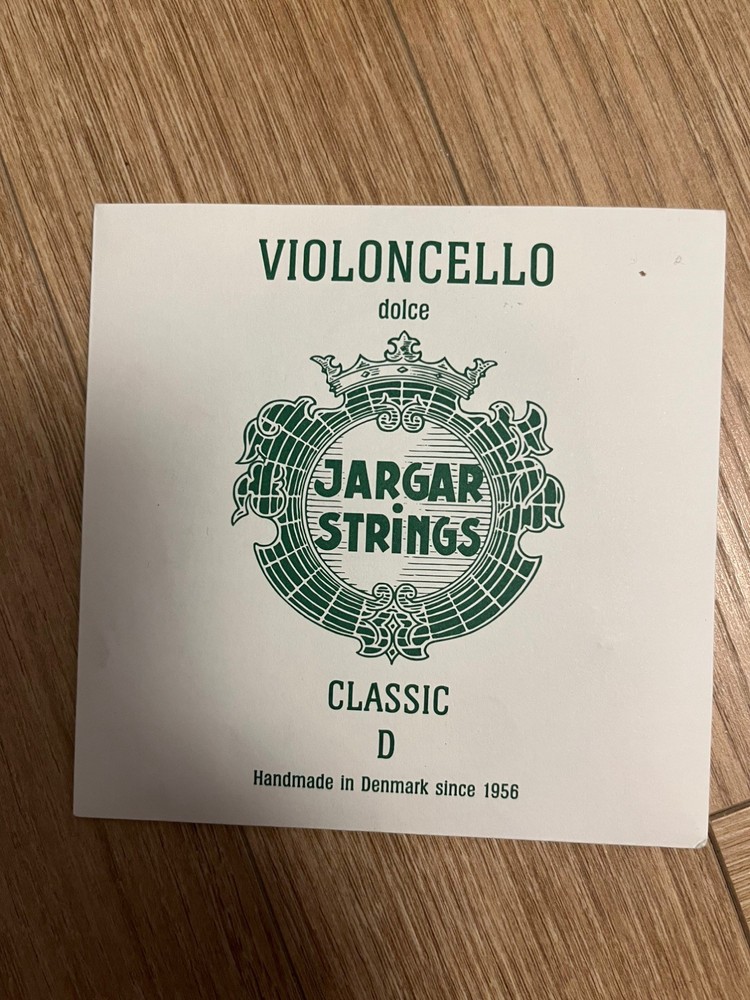 VIOLONCELLO
dolce
JARGAR
STRiNGS
CLASSIC
D
Handmade in Denmark since 1956